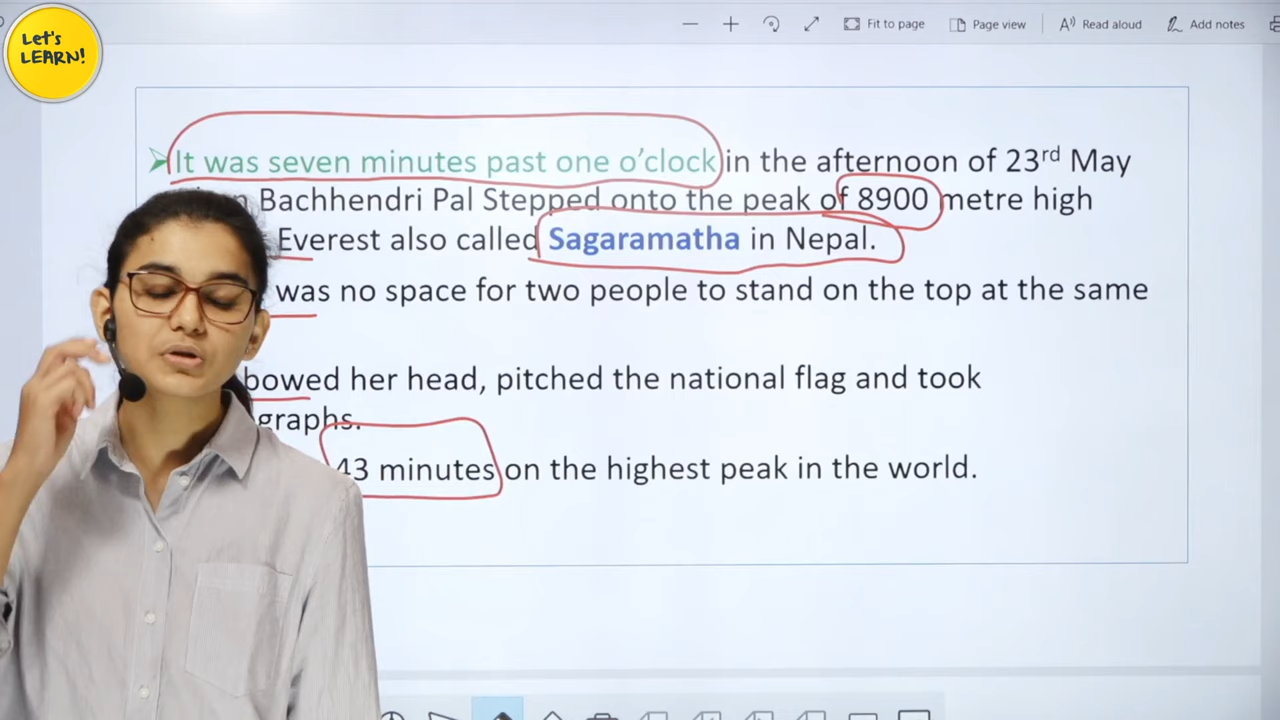 Let's
LEARN!
Fit to page
Page view
Read aloud
Add notes
It was seven minutes past one o'clock in the afternoon of 23rd May
Bachhendri Pal Stepped onto the peak of 8900 metre high
Everest also called Sagaramatha in Nepal.
was no space for two people to stand on the top at the same
bowed her head, pitched the national flag and took
graphs.
43 minutes on the highest peak in the world.